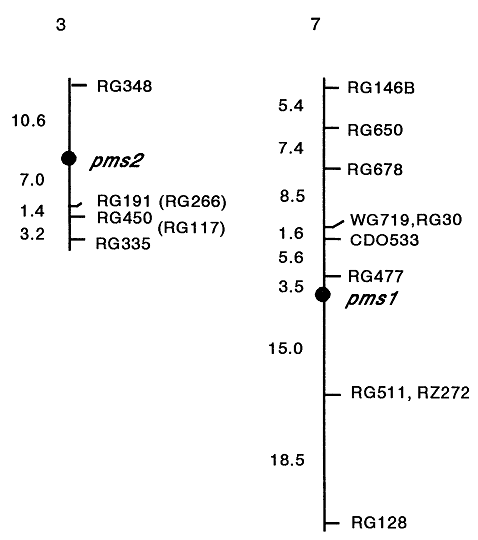 3
RG348
10.6
pms2
7.0
RG191 (RG266)
1.4
RG450
(RG117)
3.2
RG335
7
RG146B
5.4
RG650
7.4
RG678
8.5
WG719,RG30
1.6
CDO533
5.6
RG477
3.5
pms1
15.0
RG511, RZ272
18.5
RG128